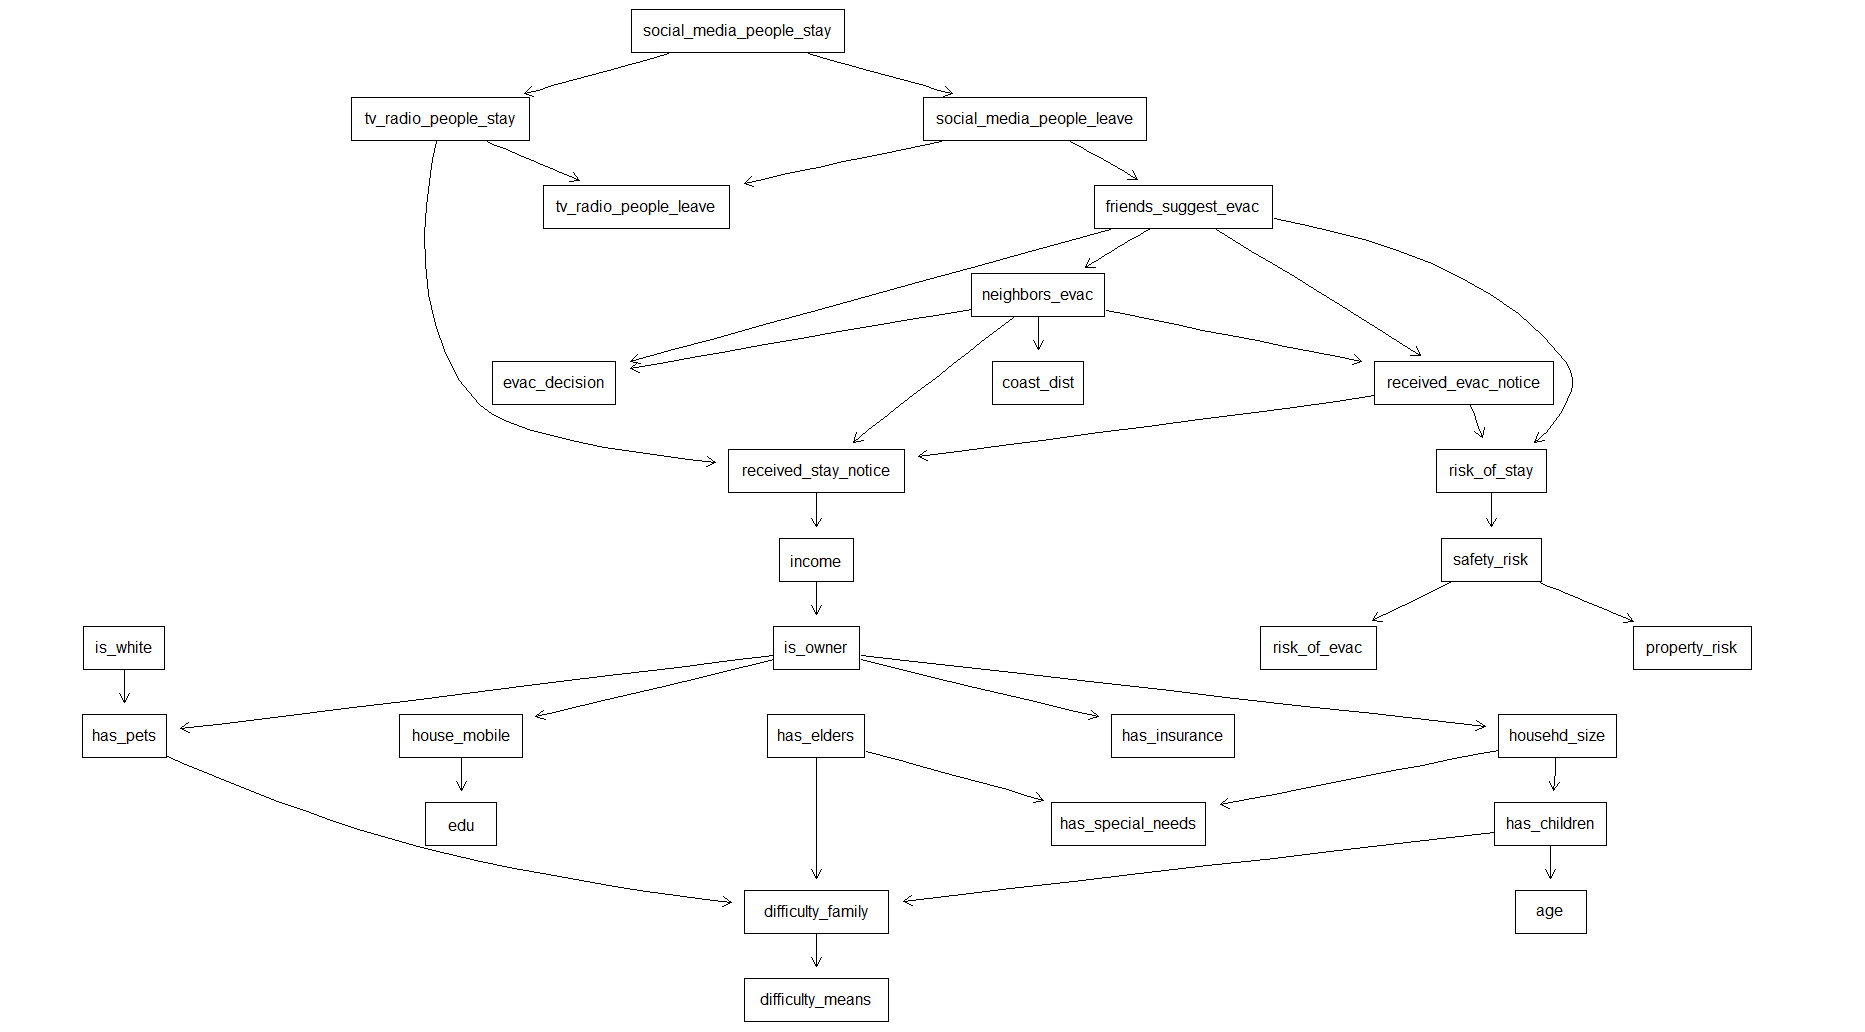 social_media_people_stay
tv_radio_people_stay
social_media_people_leave
tv_radio_people_leave
friends_suggest_evac
neighbors_evac
evac_decision
coast_dist
received_evac_notice
received_stay_notice
risk_of_stay
income
safety_risk
is_white
is_owner
risk_of_evac
property_risk
has_pets
house_mobile
has_elders
has_insurance
househd_size
edu
has_special_needs
has_children
difficulty_family
age
difficulty_means